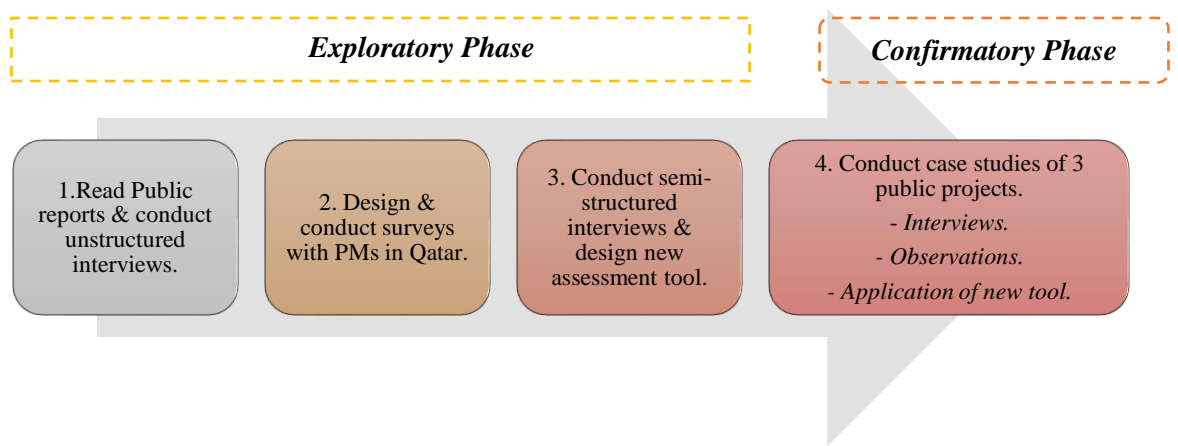 Exploratory Phase
Confirmatory Phase
1.Read Public
reports & conduct
unstructured
interviews.
2. Design &
conduct surveys
with PMs in Qatar.
3. Conduct semi-
structured
interviews &
design new
assessment tool.
4. Conduct case studies of 3
public projects.
- Interviews.
- Observations.
- Application of new tool.